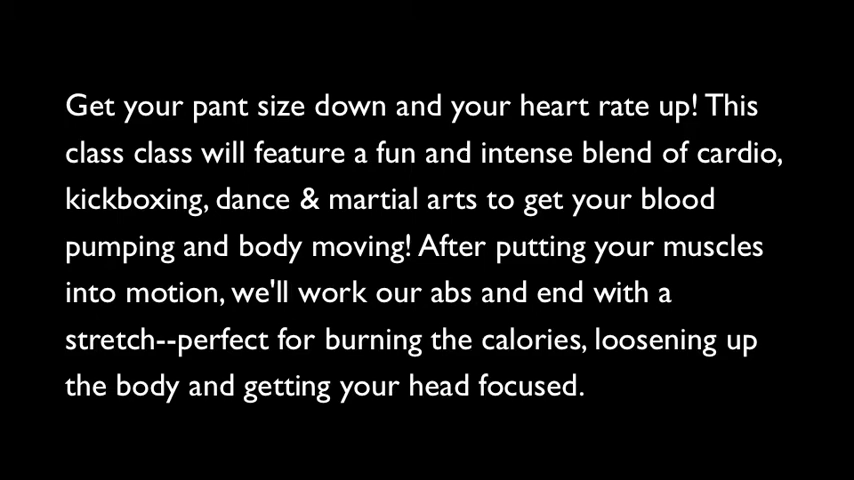 Get your pant size down and your heart rate up! This
class class will feature a fun and intense blend of cardio,
kickboxing, dance & martial arts to get your blood
pumping and body moving! After putting your muscles
into motion, we'll work our abs and end with a
stretch--perfect for burning the calories, loosening up
the body and getting your head focused.